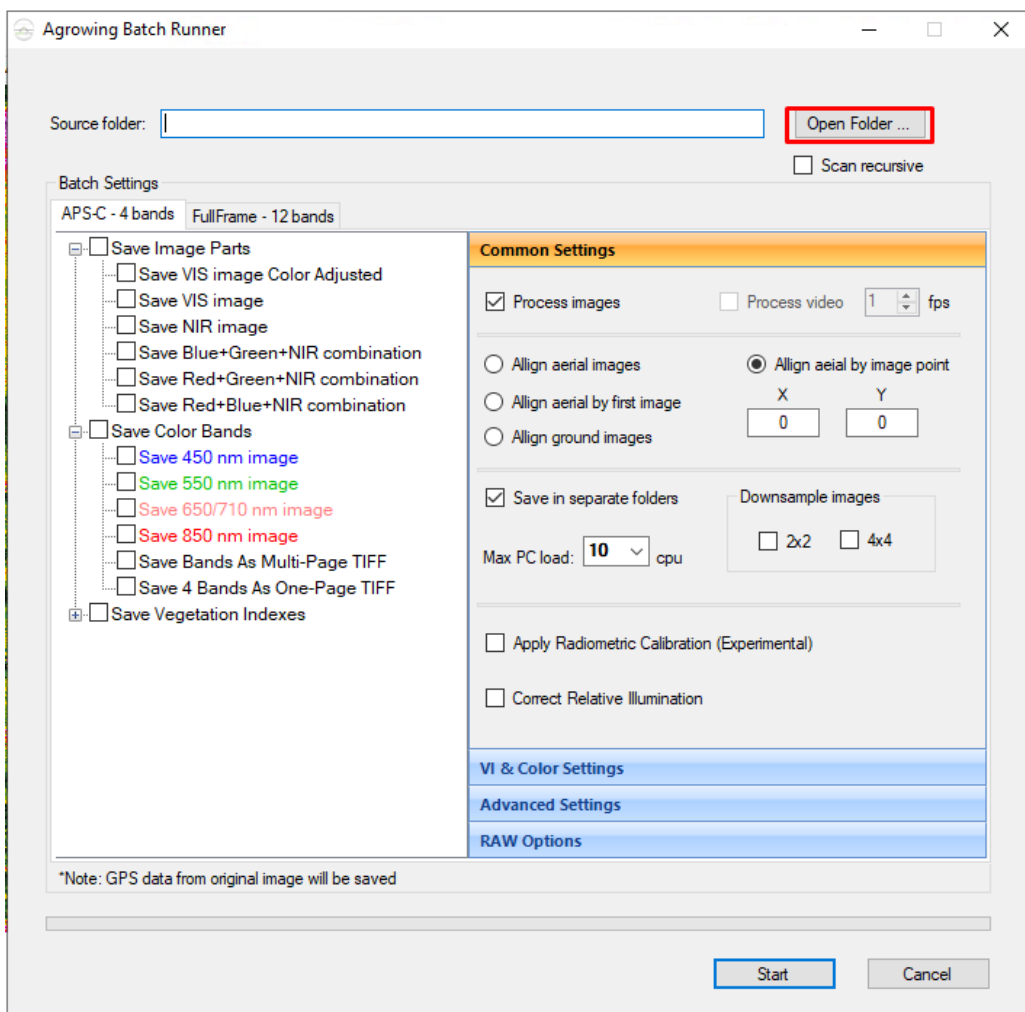 Agrowing Batch Runner
Source folder:
Open Folder ...
Scan recursive
Batch Settings
APS-C - 4 bands
FullFrame - 12 bands
Save Image Parts
Save VIS image Color Adjusted
Save VIS image
Save NIR image
Save Blue+Green+NIR combination
Save Red+Green+NIR combination
Save Red+Blue+NIR combination
Save Color Bands
Save 450 nm image
Save 550 nm image
Save 650/710 nm image
Save 850 nm image
Save Bands As Multi-Page TIFF
Save 4 Bands As One-Page TIFF
Save Vegetation Indexes
Common Settings
Process images
Process video 1 fps
Allign aerial images
Allign aeial by image point
Allign aerial by first image
X Y
0 0
Allign ground images
Save in separate folders
Downsample images
2x2 4x4
Max PC load: 10 cpu
Apply Radiometric Calibration (Experimental)
Correct Relative Illumination
VI & Color Settings
Advanced Settings
RAW Options
*Note: GPS data from original image will be saved
Start
Cancel